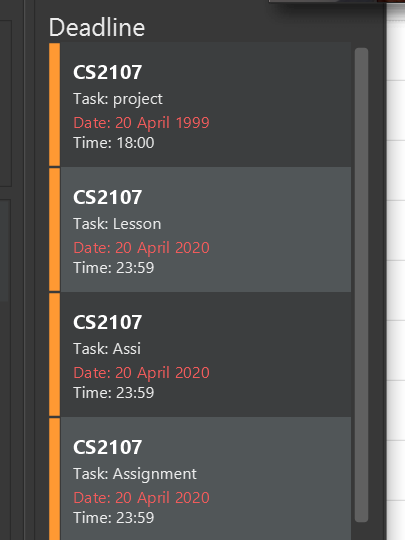 Deadline
CS2107
Task: project
Date: 20 April 1999
Time: 18:00
CS2107
Task: Lesson
Date: 20 April 2020
Time: 23:59
CS2107
Task: Assi
Date: 20 April 2020
Time: 23:59
CS2107
Task: Assignment
Date: 20 April 2020
Time: 23:59